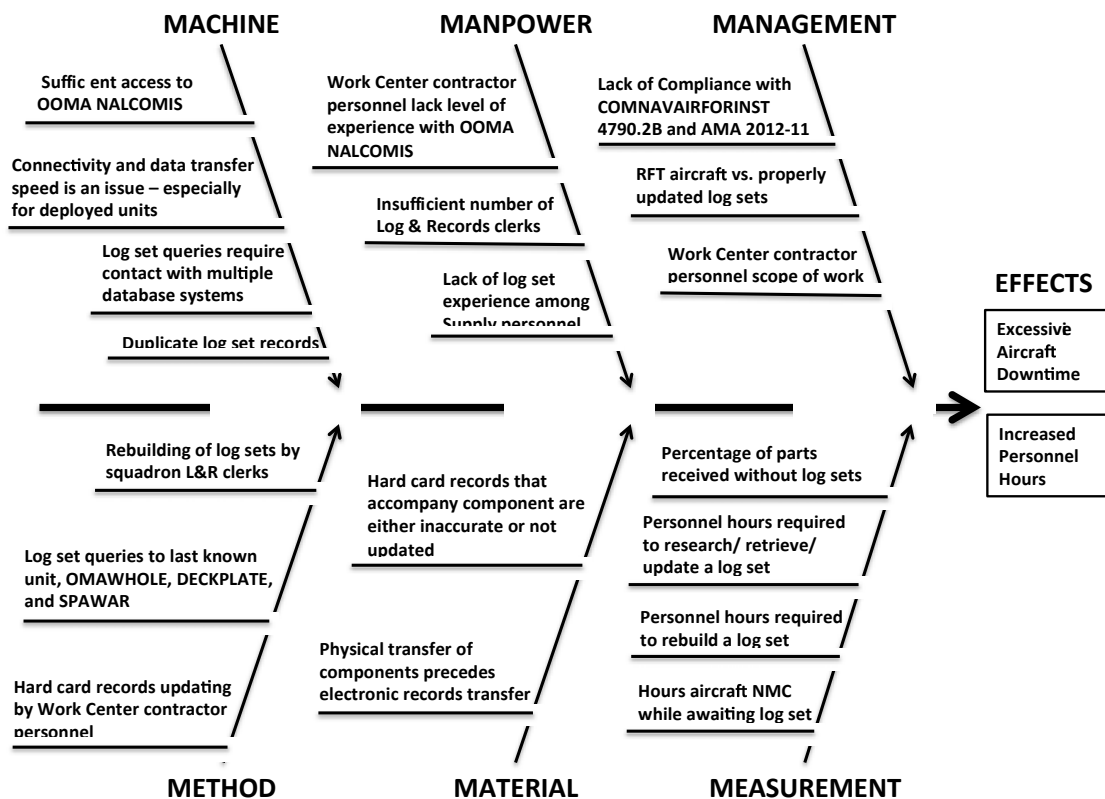 MACHINE
Suffic ent access to
OOMA NALCOMIS
Connectivity and data transfer
speed is an issue – especially
for deployed units
Log set queries require
contact with multiple
database systems
Duplicate log set records
MANPOWER
Work Center contractor
personnel lack level of
experience with OOMA
NALCOMIS
Insufficient number of
Log & Records clerks
Lack of log set
experience among
Supply personnel
MANAGEMENT
Lack of Compliance with
COMNAVAIRFORINST
4790.2B and AMA 2012-11
RFT aircraft vs. properly
updated log sets
Work Center contractor
personnel scope of work
EFFECTS
Excessive
Aircraft
Downtime
Increased
Personnel
Hours
Rebuilding of log sets by
squadron L&R clerks
Log set queries to last known
unit, OMAWHOLE, DECKPLATE,
and SPAWAR
Hard card records updating
by Work Center contractor
personnel
METHOD
Hard card records that
accompany component are
either inaccurate or not
updated
Physical transfer of
components precedes
electronic records transfer
MATERIAL
Percentage of parts
received without log sets
Personnel hours required
to research/ retrieve/
update a log set
Personnel hours required
to rebuild a log set
Hours aircraft NMC
while awaiting log set
MEASUREMENT